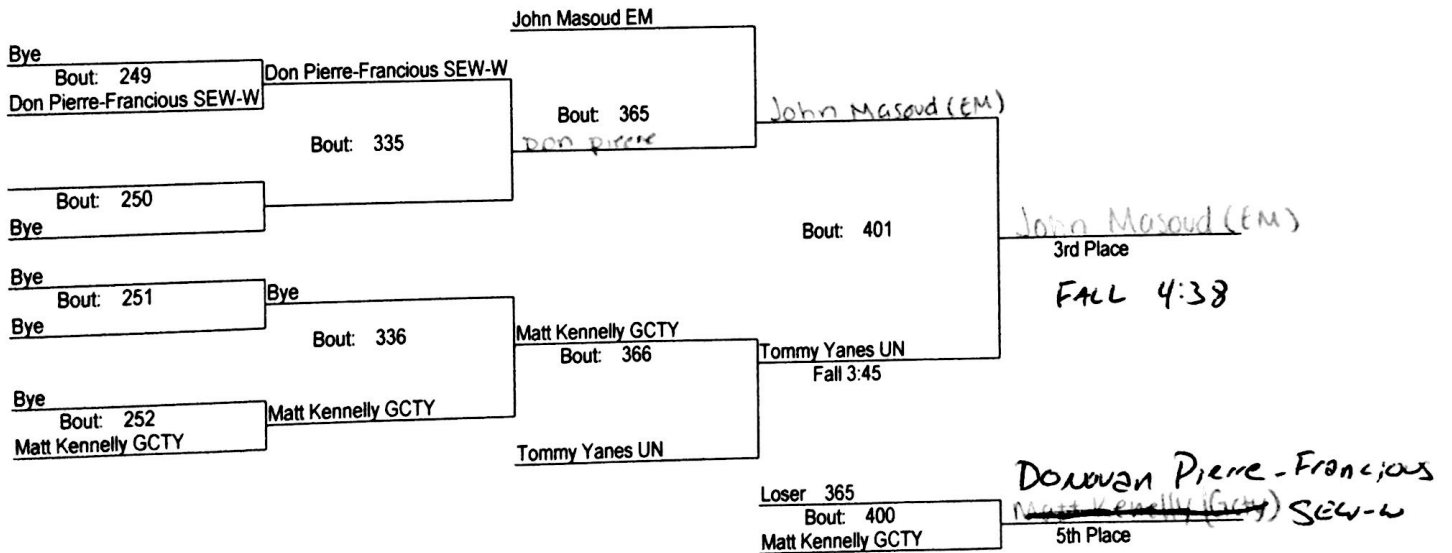 John Masoud EM
Bye
Bout: 249
Don Pierre-Francious SEW-W
Don Pierre-Francious SEW-W
Bout: 335
Bout: 250
Bye
Bout: 365
Don pierre
John Masoud (EM)
Bye
Bout: 251
Bye
Bye
Bout: 336
Bye
Bout: 252
Matt Kennelly GCTY
Matt Kennelly GCTY
Matt Kennelly GCTY
Bout: 366
Tommy Yanes UN
Tommy Yanes UN
Fall 3:45
Bout: 401
John Masoud (EM)
3rd Place
FALL 4:38
Loser 365
Bout: 400
Matt Kennelly GCTY
Donovan Pierre-Francious
Matt Kennelly (Gcty) SEW-W
5th Place